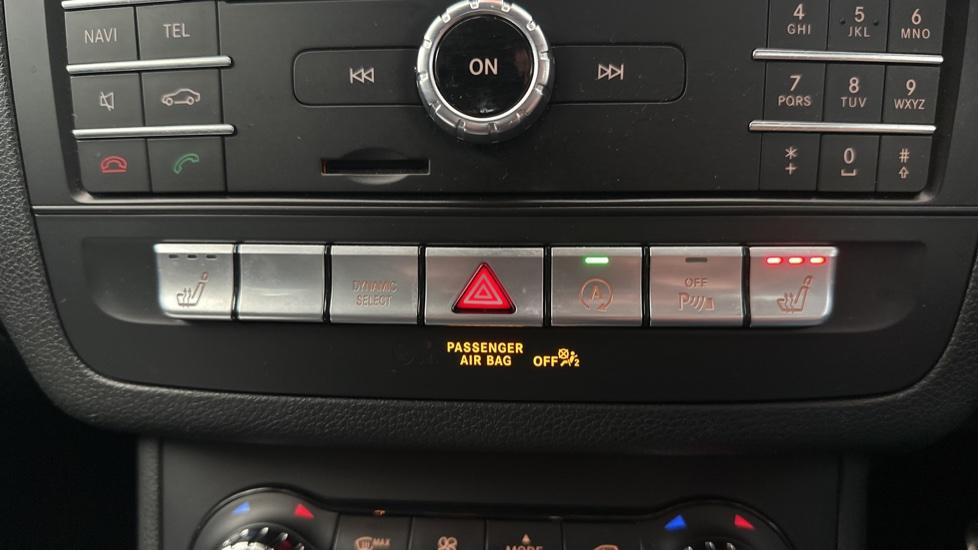 NAVI TEL
ON
4 GHI 5 JKL 6 MNO
7 PQRS 8 TUV 9 WXYZ
* + 0 # 
DYNAMIC SELECT
A
OFF
P
PASSENGER
AIR BAG OFF 2
MAX
MODE